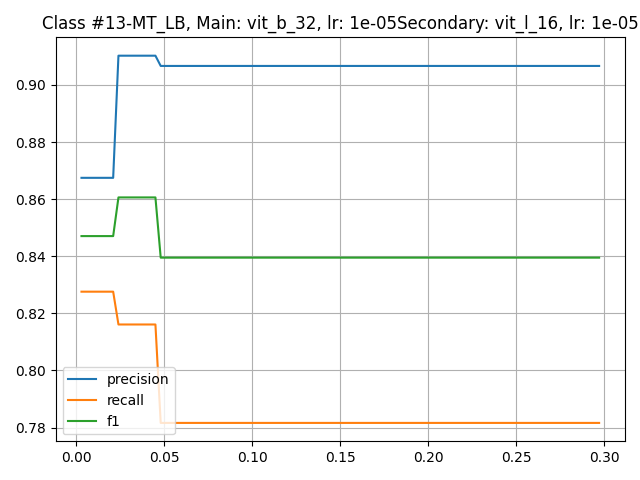 Class #13-MT_LB, Main: vit_b_32, lr: 1e-05Secondary: vit_l_16, lr: 1e-05
0.90
0.88
0.86
0.84
0.82
0.80
0.78
precision
recall
f1
0.00 0.05 0.10 0.15 0.20 0.25 0.30